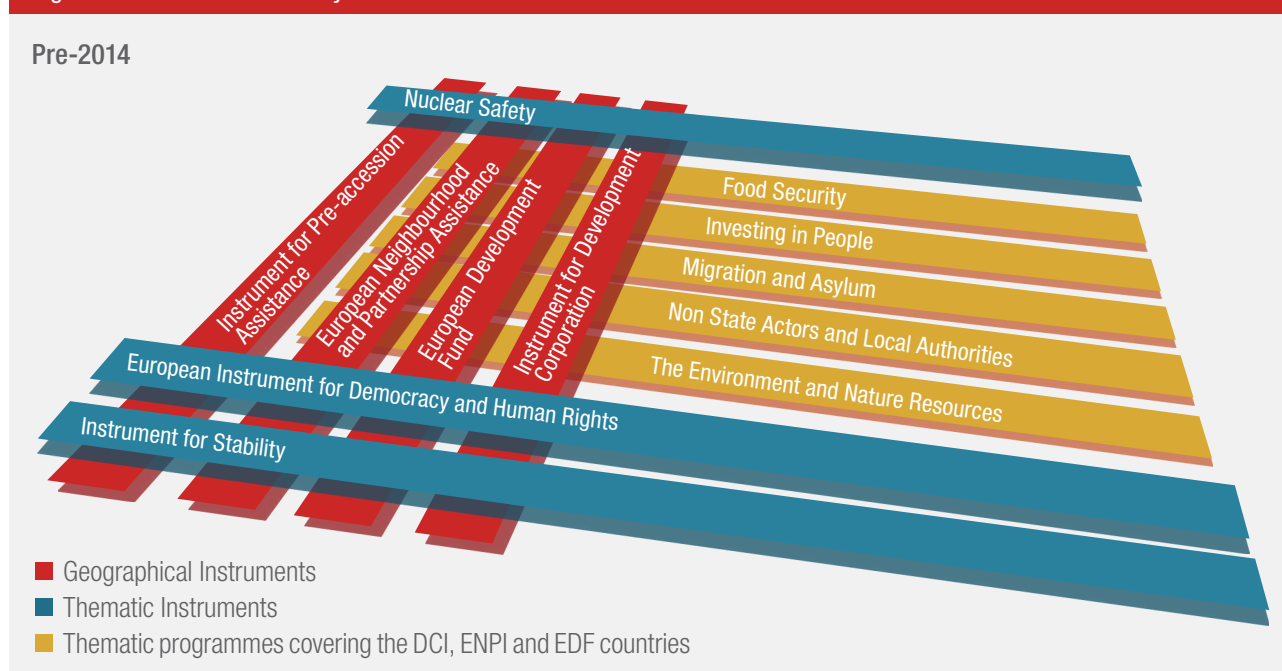 Pre-2014
Nuclear Safety
Instrument for Pre-accession
Assistance
European Neighbourhood
and Partnership Assistance
European Development
Fund
Instrument for Development
Corporation
Food Security
Investing in People
Migration and Asylum
Non State Actors and Local Authorities
The Environment and Nature Resources
European Instrument for Democracy and Human Rights
Instrument for Stability
Geographical Instruments
Thematic Instruments
Thematic programmes covering the DCI, ENPI and EDF countries